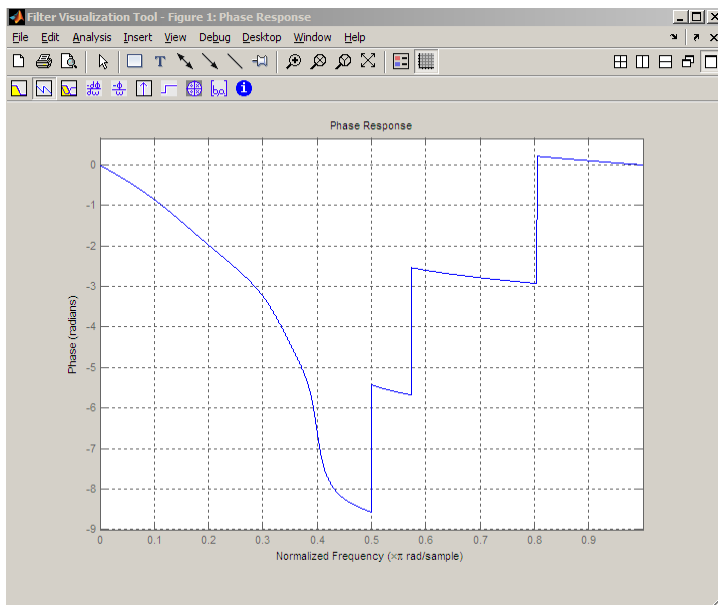 Filter Visualization Tool - Figure 1: Phase Response
File Edit Analysis Insert View Debug Desktop Window Help
Phase Response
0
-1
-2
-3
-4
-5
-6
-7
-8
-9
Phase (radians)
0 0.1 0.2 0.3 0.4 0.5 0.6 0.7 0.8 0.9
Normalized Frequency (×π rad/sample)